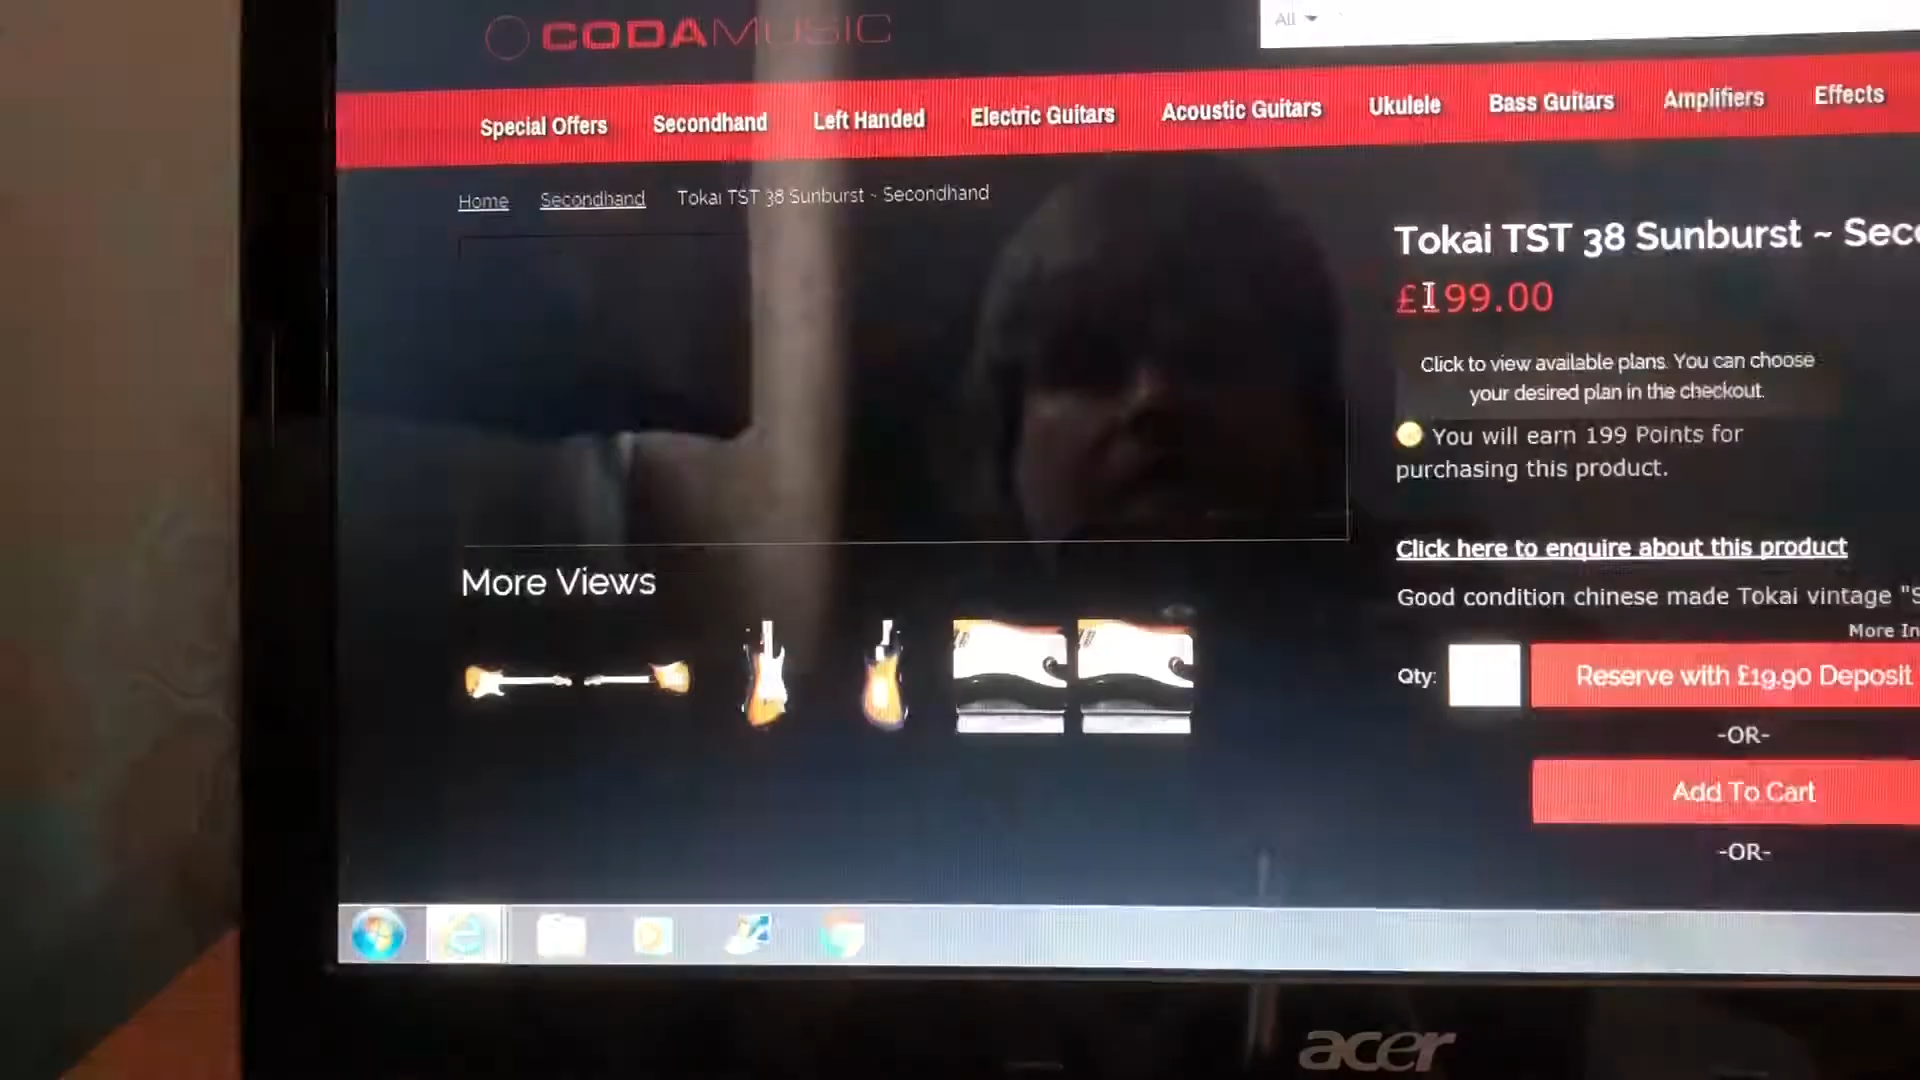 CODAMUSIC
All
Special Offers
Secondhand
Left Handed
Electric Guitars
Acoustic Guitars
Ukulele
Bass Guitars
Amplifiers
Effects
Home
Secondhand
Tokai TST 38 Sunburst ~ Secondhand
Tokai TST 38 Sunburst ~ Seco
£199.00
Click to view available plans. You can choose
your desired plan in the checkout.
You will earn 199 Points for
purchasing this product.
Click here to enquire about this product
Good condition chinese made Tokai vintage "S
More In
More Views
Qty:
Reserve with £19.90 Deposit
-OR-
Add To Cart
-OR-
acer